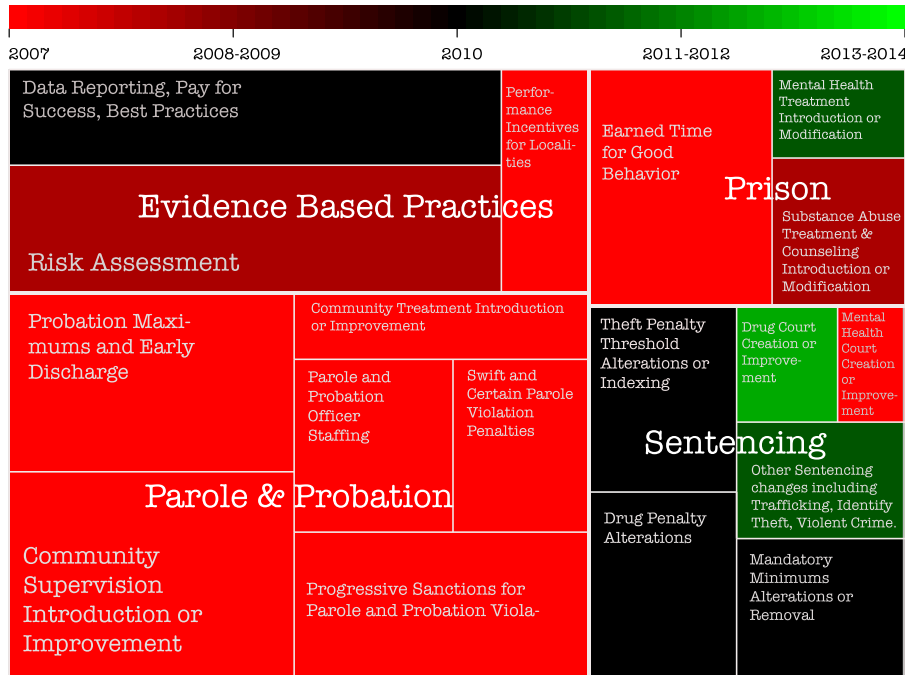 2007
2008-2009
2010
2011-2012
2013-2014
Data Reporting, Pay for
Success, Best Practices
Perfor-
mance
Incentives
for Locali-
ties
Evidence Based Practices
Risk Assessment
Earned Time
for Good
Behavior
Mental Health
Treatment
Introduction or
Modification
Prison
Substance Abuse
Treatment &
Counseling
Introduction or
Modification
Probation Maxi-
mums and Early
Discharge
Community Treatment Introduction
or Improvement
Parole and
Probation
Officer
Staffing
Swift and
Certain Parole
Violation
Penalties
Parole & Probation
Community
Supervision
Introduction or
Improvement
Progressive Sanctions for
Parole and Probation Viola-
Theft Penalty
Threshold
Alterations or
Indexing
Drug Court
Creation or
Improve-
ment
Mental
Health
Court
Creation
or
Improve-
ment
Sentencing
Other Sentencing
changes including
Trafficking, Identify
Theft, Violent Crime.
Drug Penalty
Alterations
Mandatory
Minimums
Alterations or
Removal